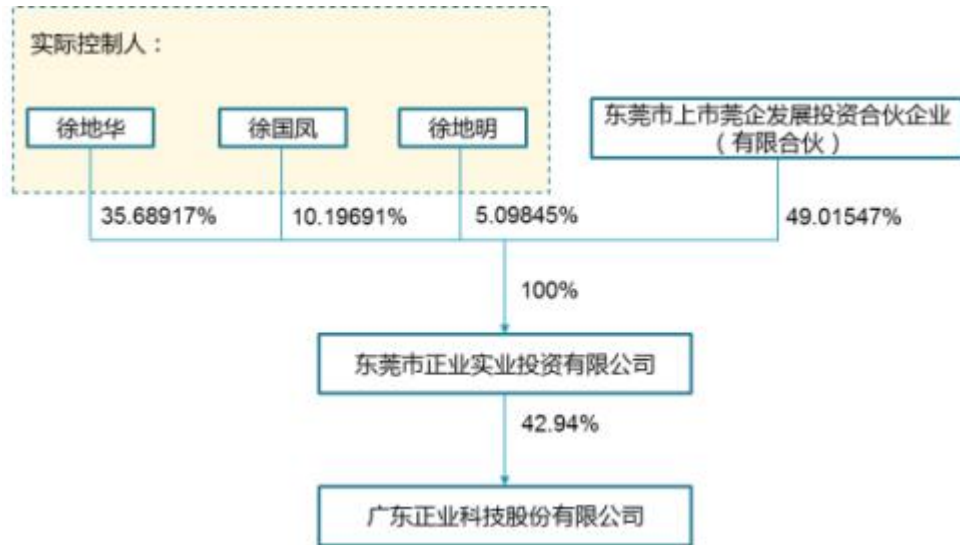 实际控制人：
徐地华
徐国凤
徐地明
东莞市上市莞企发展投资合伙企业
（有限合伙）
35.68917%
10.19691%
5.09845%
49.01547%
100%
东莞市正业实业投资有限公司
42.94%
广东正业科技股份有限公司